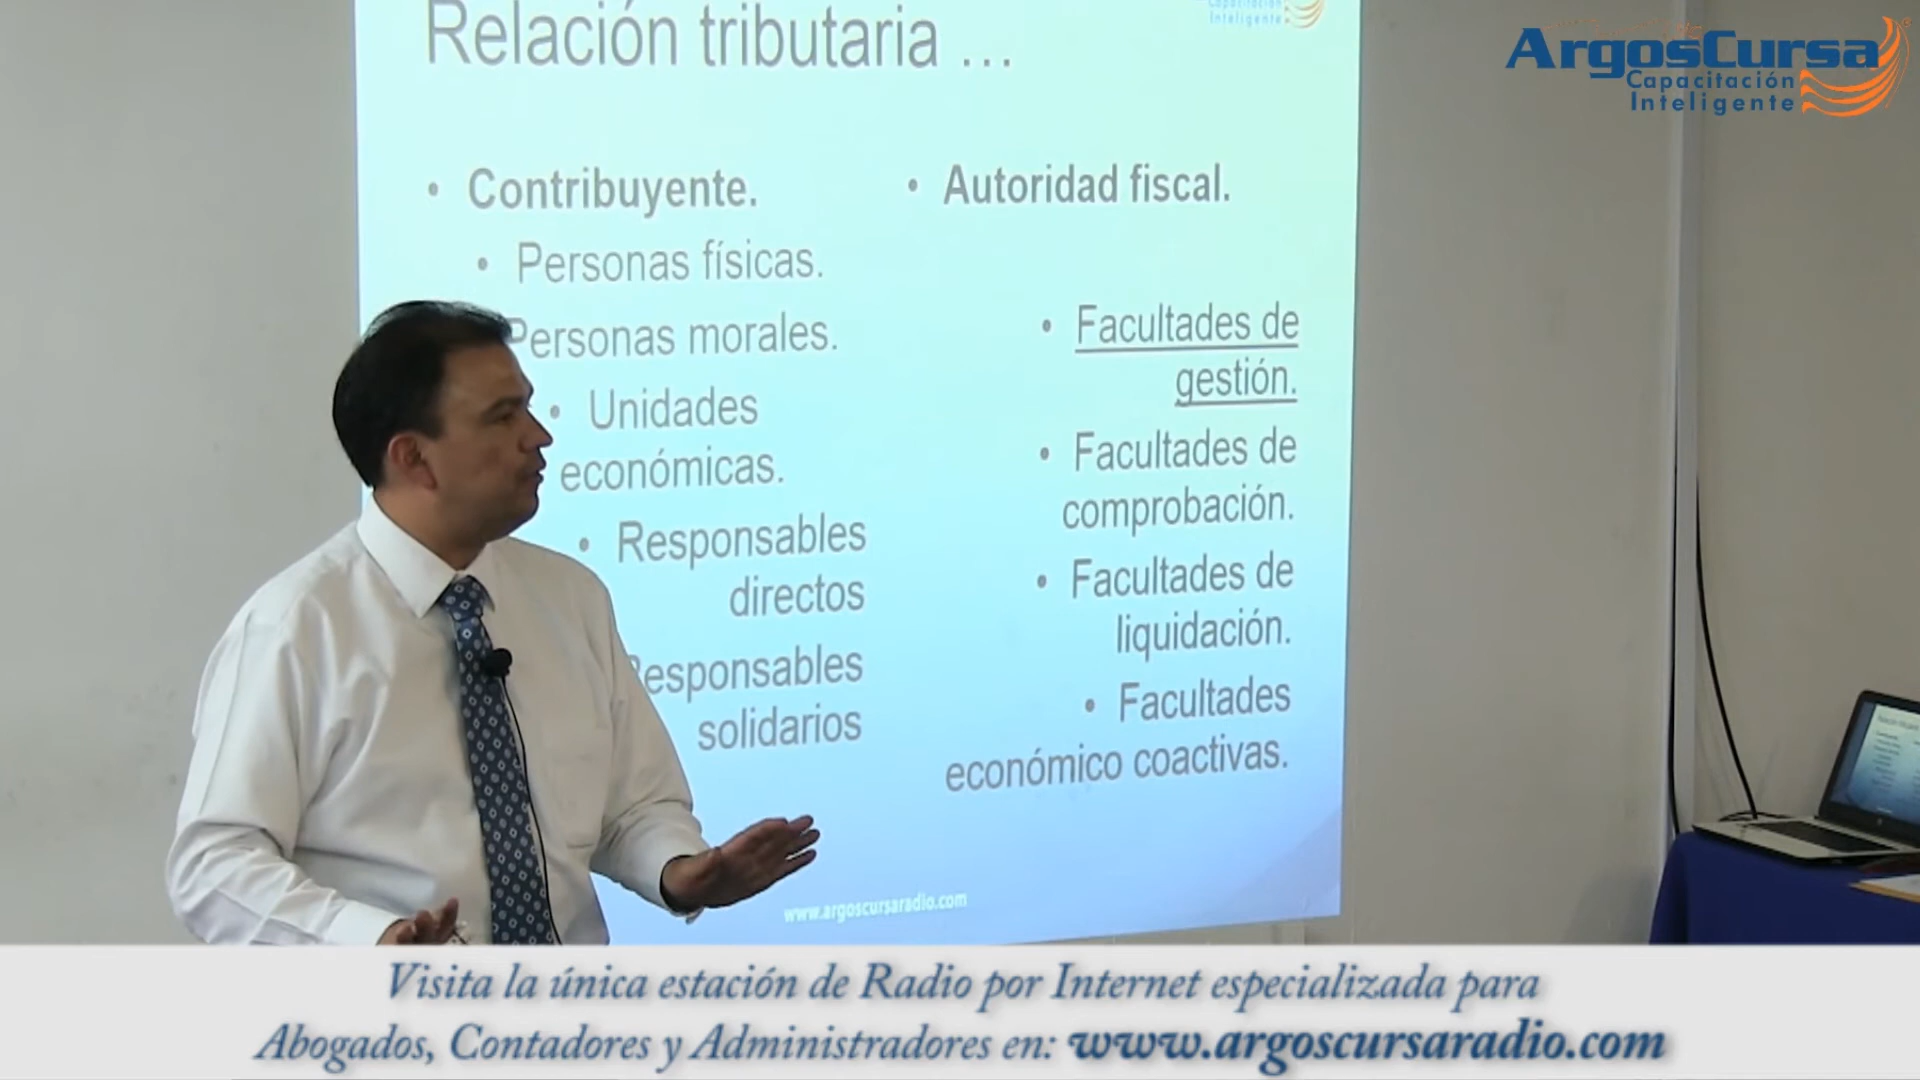 Relación tributaria ...
Capacitación
Inteligente
ArgosCursa
Capacitación
Inteligente
• Contribuyente.
• Personas físicas.
Personas morales.
• Unidades
económicas.
• Responsables
directos
Responsables
solidarios
• Autoridad fiscal.
• Facultades de
gestión.
• Facultades de
comprobación.
• Facultades de
liquidación.
• Facultades
económico coactivas.
www.argoscursaradio.com
Visita la única estación de Radio por Internet especializada para
Abogados, Contadores y Administradores en: www.argoscursaradio.com